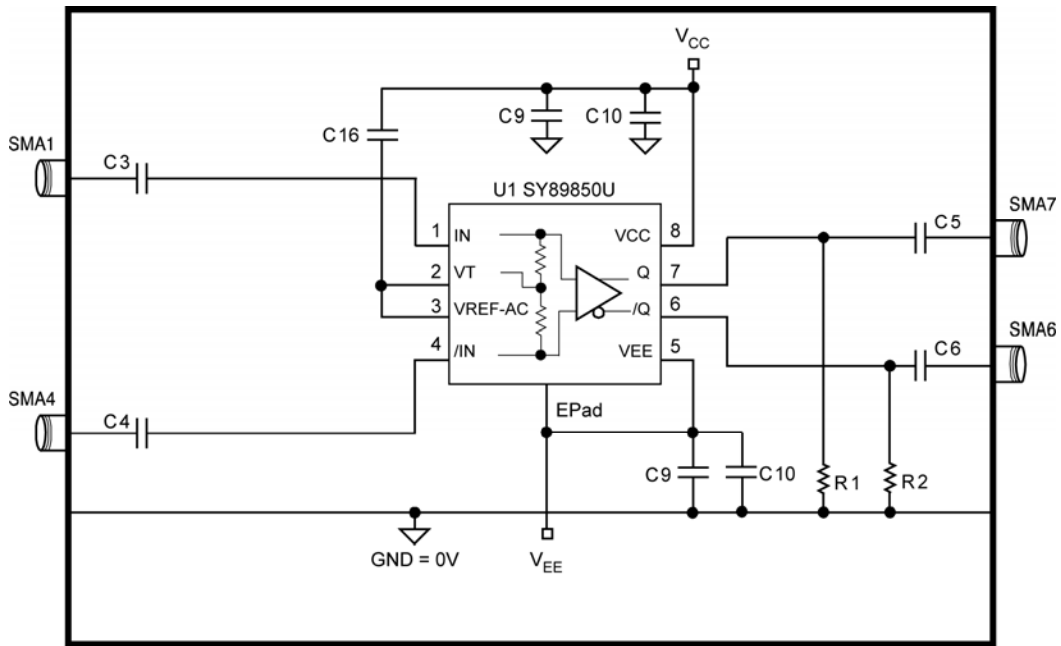 VCC
C9
C10
C16
SMA1
C3
U1 SY89850U
SMA7
C5
1 IN
VCC 8
2 VT
Q 7
3 VREF-AC
/Q 6
4 /IN
VEE 5
SMA6
C6
SMA4
C4
EPad
C9
C10
R1
R2
GND = 0V
VEE